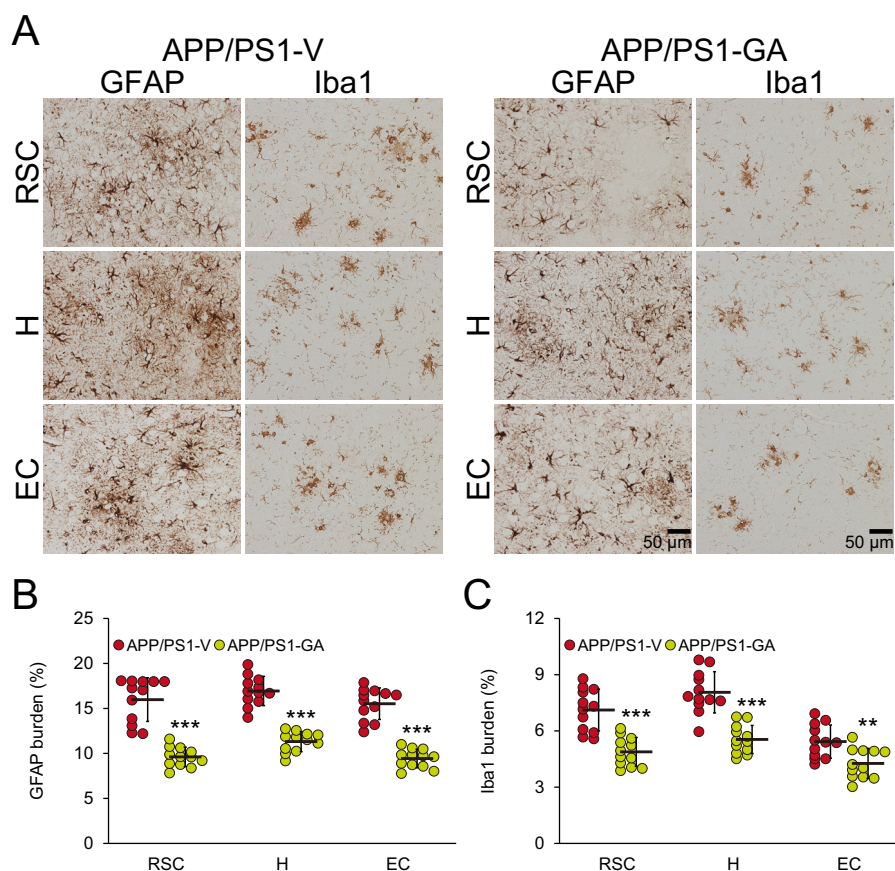 A
APP/PS1-V
APP/PS1-GA
GFAP
Iba1
GFAP
Iba1
RSC
RSC
H
H
EC
EC
50 µm
50 µm
B
C
25
20
15
10
5
0
GFAP burden (%)
APP/PS1-V
APP/PS1-GA
***
***
***
RSC
H
EC
12
9
6
3
0
Iba1 burden (%)
APP/PS1-V
APP/PS1-GA
***
***
**
RSC
H
EC